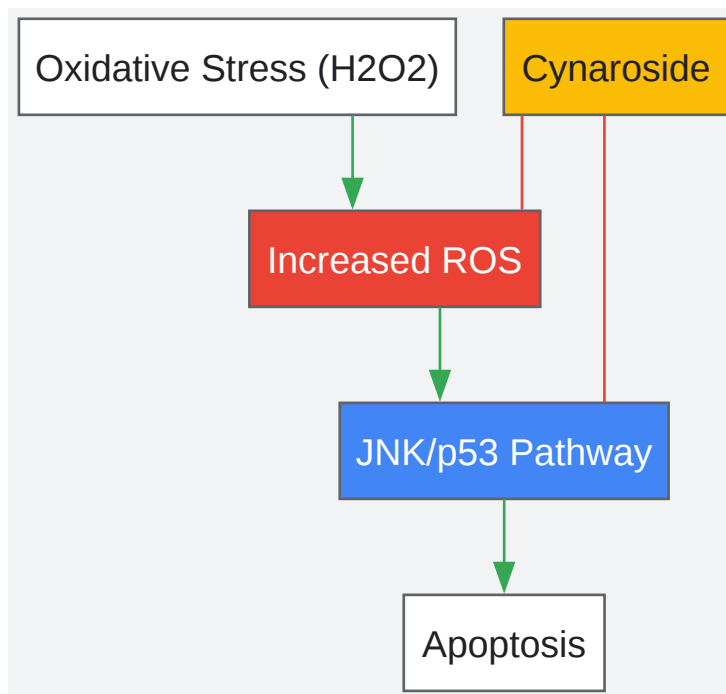 Oxidative Stress (H2O2)
Cynaroside
Increased ROS
JNK/p53 Pathway
Apoptosis